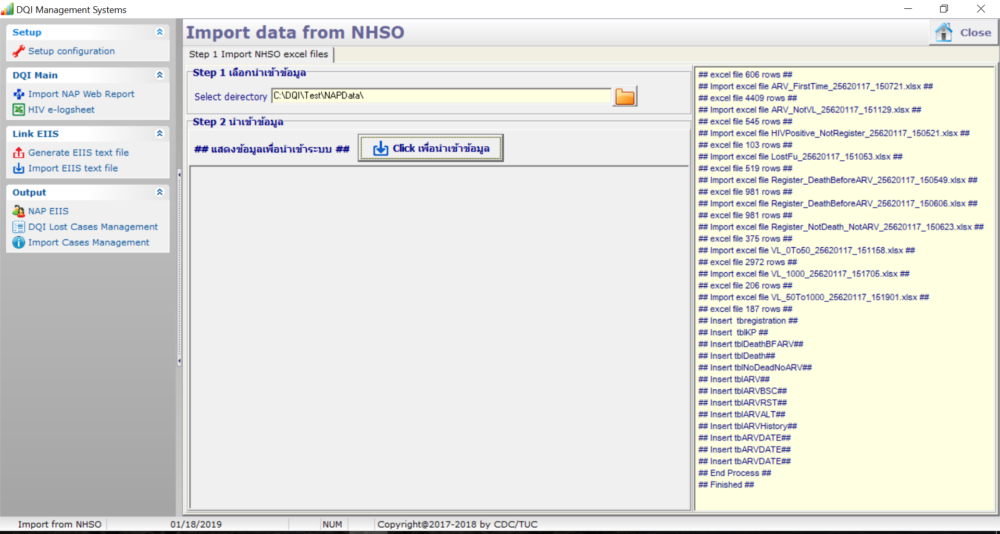 DQI Management Systems
Setup
Setup configuration
DQI Main
Import NAP Web Report
HIV e-logsheet
Link EIIS
Generate EIIS text file
Import EIIS text file
Output
NAP EIIS
DQI Lost Cases Management
Import Cases Management
Import data from NHSO
Close
Step 1 Import NHSO excel files
Step 1 เลือกนำเข้าข้อมูล
Select deirectory C:\DQI\Test\NAPData\
Step 2 นำเข้าข้อมูล
## แสดงข้อมูลเพื่อนำเข้าระบบ ##
Click เพื่อนำเข้าข้อมูล
## excel file 606 rows ##
## Import excel file ARV_FirstTime_25620117_150721.xlsx ##
## excel file 4409 rows ##
## Import excel file ARV_NotVL_25620117_151129.xlsx ##
## excel file 545 rows ##
## Import excel file HIVPositive_NotRegister_25620117_150521.xlsx ##
## excel file 103 rows ##
## Import excel file LostFu_25620117_151053.xlsx ##
## excel file 519 rows ##
## Import excel file Register_DeathBeforeARV_25620117_150549.xlsx ##
## excel file 981 rows ##
## Import excel file Register_DeathBeforeARV_25620117_150606.xlsx ##
## excel file 981 rows ##
## Import excel file Register_NotDeath_NotARV_25620117_150623.xlsx ##
## excel file 375 rows ##
## Import excel file VL_0To50_25620117_151158.xlsx ##
## excel file 2972 rows ##
## Import excel file VL_1000_25620117_151705.xlsx ##
## excel file 206 rows ##
## Import excel file VL_50To1000_25620117_151901.xlsx ##
## excel file 187 rows ##
## Insert  tbregistration ##
## Insert  tblKP ##
## Insert tblDeathBFARV##
## Insert tblDeath##
## Insert tblNoDeadNoARV##
## Insert tblARV##
## Insert tblARVBSC##
## Insert tblARVRST##
## Insert tblARVALT##
## Insert tblARVHistory##
## Insert tbARVDATE##
## Insert tbARVDATE##
## Insert tbARVDATE##
## End Process ##
## Finished ##
Import from NHSO
01/18/2019
NUM
Copyright@2017-2018 by CDC/TUC